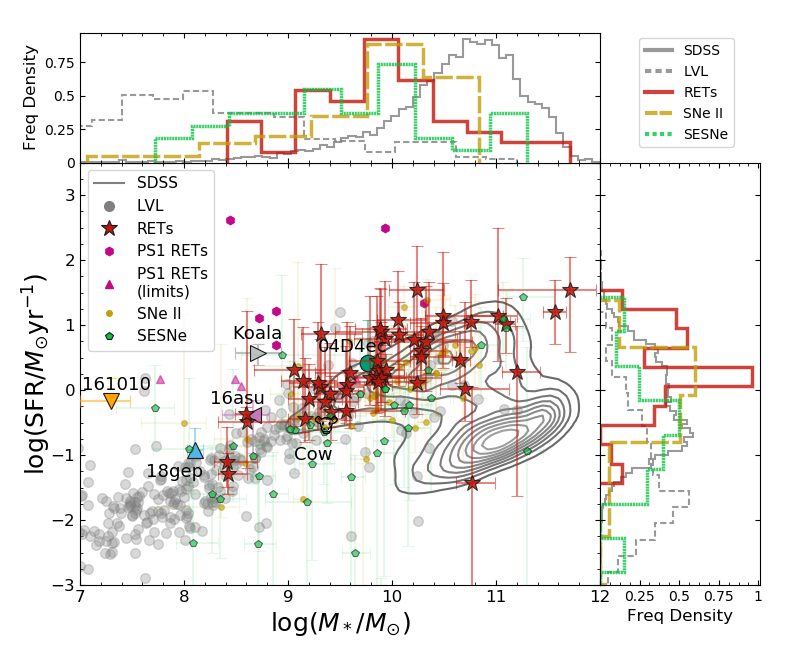 Freq Density
0.75
0.5
0.25
0
SDSS
LVL
RETs
SNe II
SESNe
log(SFR/M⊙yr−1)
3
2
1
0
−1
−2
−3
SDSS
LVL
RETs
PS1 RETs
PS1 RETs
(limits)
SNe II
SESNe
Koala
04D4ec
161010
16asu
Cow
18gep
7
8
9
10
11
12
log(M*/M⊙)
0.25
0.5
0.75
1
Freq Density